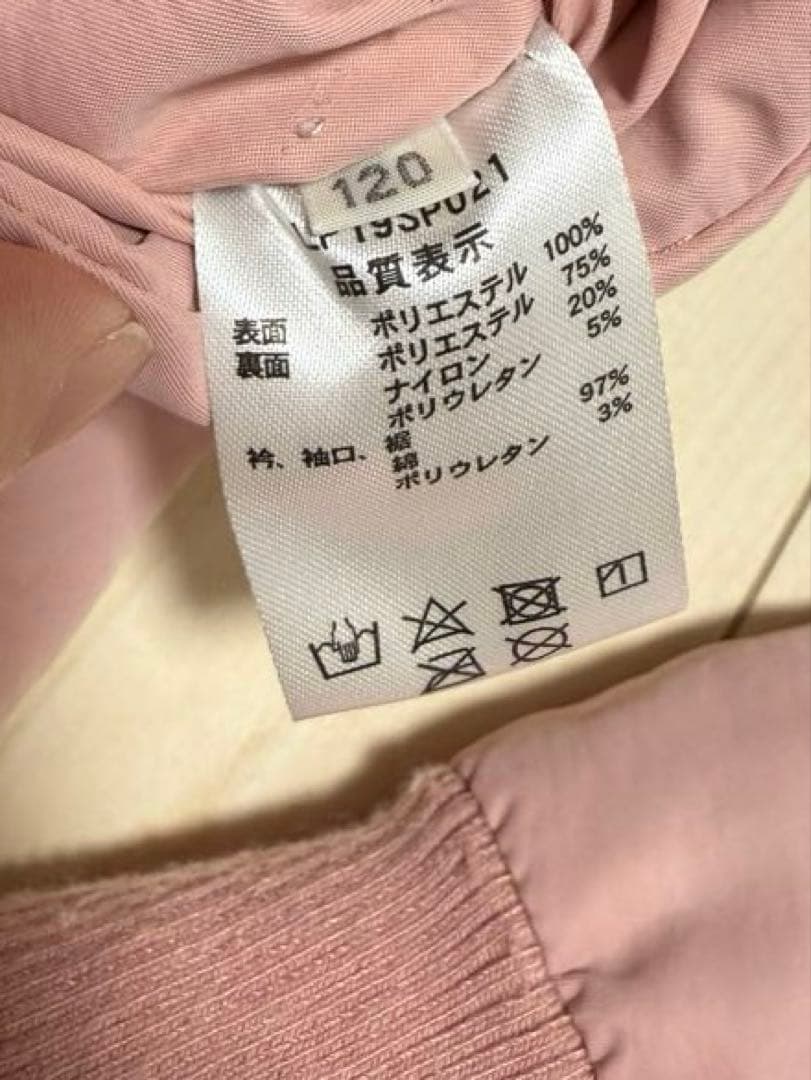 120
LP19SP021
品質表示
表面 ポリエステル 100%
裏面 ポリエステル 75%
ナイロン 20%
ポリウレタン 5%
衿、袖口、裾
綿 97%
ポリウレタン 3%